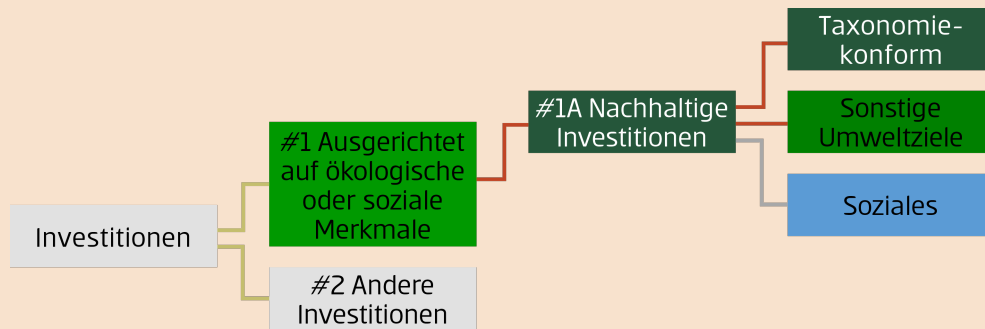 Taxonomie-
konform
#1A Nachhaltige
Investitionen
Sonstige
Umweltziele
#1 Ausgerichtet
auf ökologische
oder soziale
Merkmale
Soziales
Investitionen
#2 Andere
Investitionen